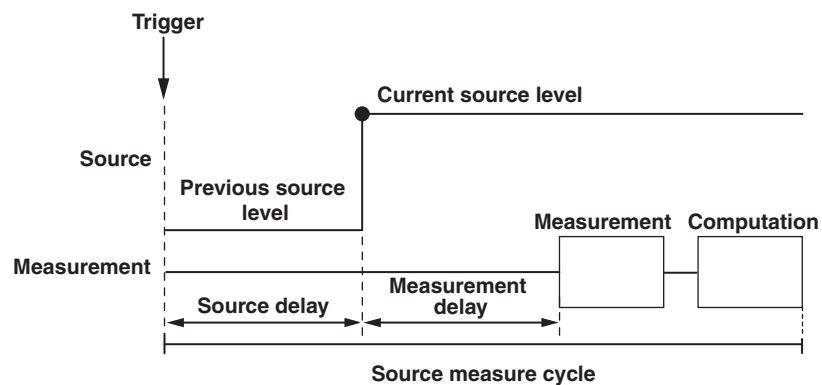 Trigger
Current source level
Source
Previous source
level
Measurement Computation
Measurement
Source delay
Measurement
delay
Source measure cycle